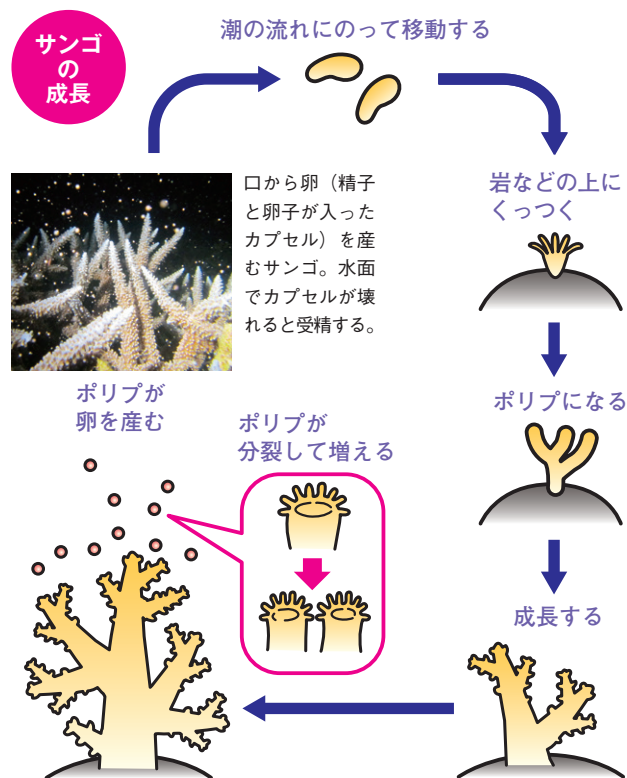 サンゴ
の
成長
潮の流れにのって移動する
口から卵（精子
と卵子が入った
カプセル）を産
むサンゴ。水面
でカプセルが壊
れると受精する。
岩などの上に
くっつく
ポリプになる
成長する
ポリプが
分裂して増える
ポリプが
卵を産む